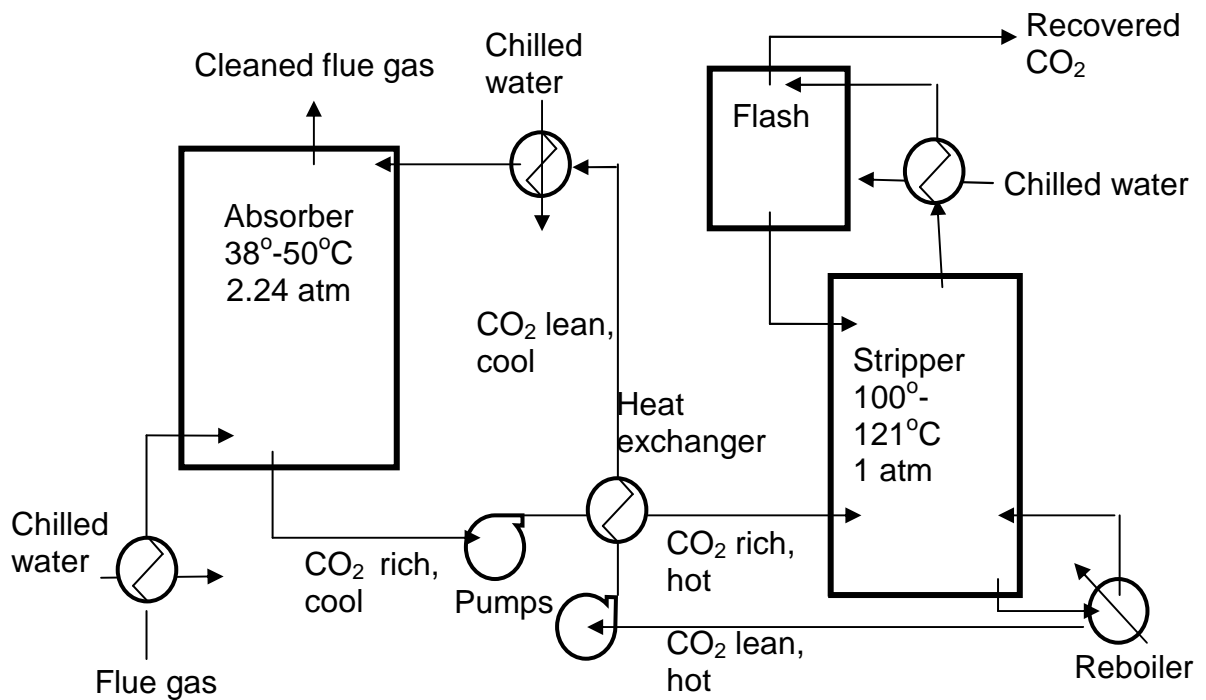 Cleaned flue gas
Chilled
water
Recovered
CO₂
Flash
Chilled water
Absorber
38°-50°C
2.24 atm
CO₂ lean,
cool
Stripper
100°-
121°C
1 atm
Heat
exchanger
Chilled
water
CO₂ rich,
cool
Pumps
CO₂ rich,
hot
CO₂ lean,
hot
Reboiler
Flue gas